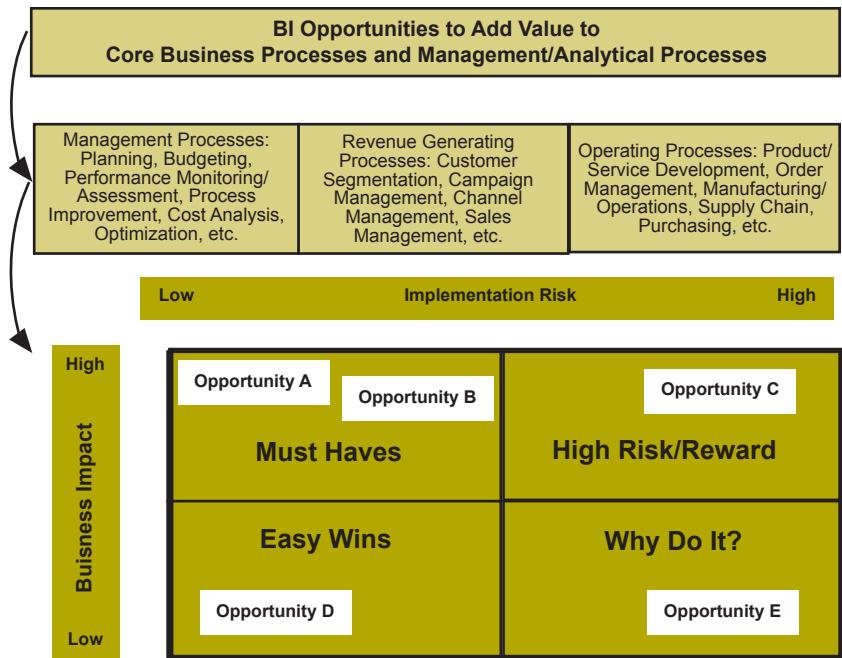 BI Opportunities to Add Value to
Core Business Processes and Management/Analytical Processes
Management Processes:
Planning, Budgeting,
Performance Monitoring/
Assessment, Process
Improvement, Cost Analysis,
Optimization, etc.
Revenue Generating
Processes: Customer
Segmentation, Campaign
Management, Channel
Management, Sales
Management, etc.
Operating Processes: Product/
Service Development, Order
Management, Manufacturing/
Operations, Supply Chain,
Purchasing, etc.
Low Implementation Risk High
High
Buisness Impact
Low
Opportunity A
Opportunity B
Must Haves
Opportunity C
High Risk/Reward
Easy Wins
Opportunity D
Why Do It?
Opportunity E